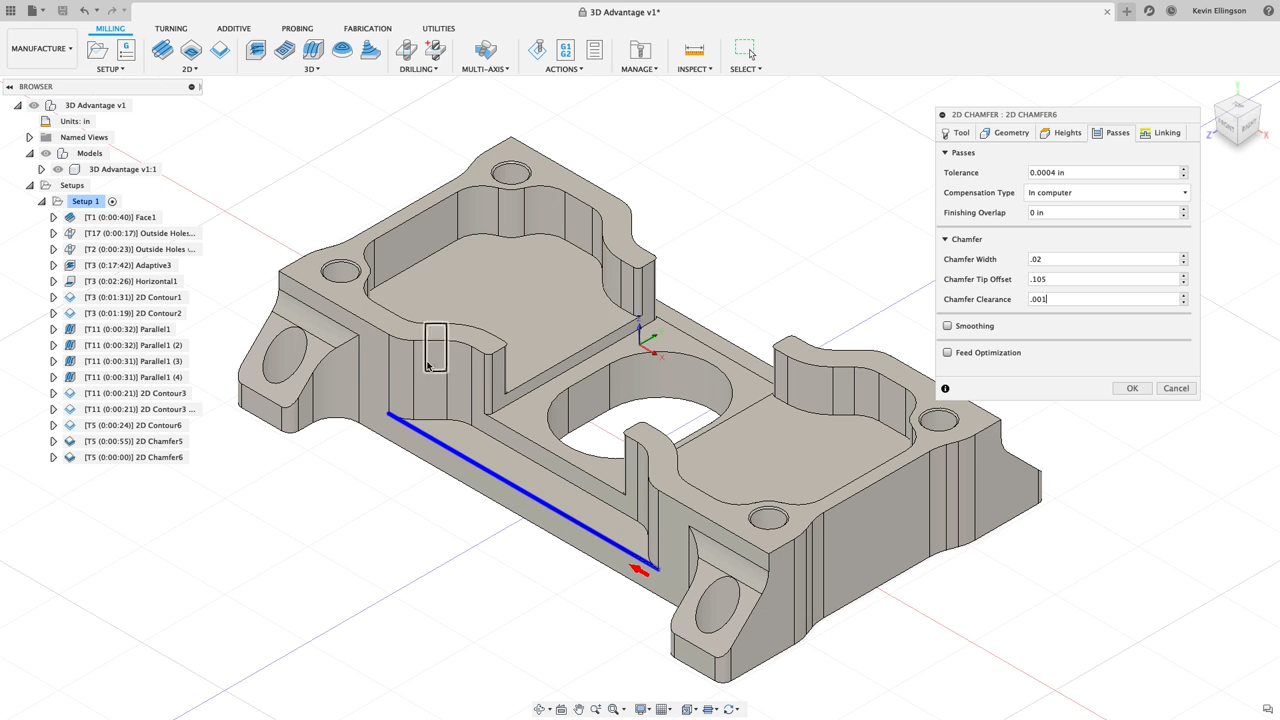 3D Advantage v1*
Kevin Ellingson
MANUFACTURE
MILLING TURNING ADDITIVE PROBING FABRICATION UTILITIES
G1
G2
SETUP 2D 3D DRILLING MULTI-AXIS ACTIONS MANAGE INSPECT SELECT
BROWSER
3D Advantage v1
Units: in
Named Views
Models
3D Advantage v1:1
Setups
Setup 1
[T1 (0:00:40)] Face1
[T17 (0:00:17)] Outside Holes...
[T2 (0:00:23)] Outside Holes ...
[T3 (0:17:42)] Adaptive3
[T3 (0:02:26)] Horizontal1
[T3 (0:01:31)] 2D Contour1
[T3 (0:01:19)] 2D Contour2
[T11 (0:00:32)] Parallel1
[T11 (0:00:32)] Parallel1 (2)
[T11 (0:00:31)] Parallel1 (3)
[T11 (0:00:31)] Parallel1 (4)
[T11 (0:00:21)] 2D Contour3
[T11 (0:00:21)] 2D Contour3 ...
[T5 (0:00:24)] 2D Contour6
[T5 (0:00:55)] 2D Chamfer5
[T5 (0:00:00)] 2D Chamfer6
2D CHAMFER : 2D CHAMFER6
Tool Geometry Heights Passes Linking
Passes
Tolerance 0.0004 in
Compensation Type In computer
Finishing Overlap 0 in
Chamfer
Chamfer Width .02
Chamfer Tip Offset .105
Chamfer Clearance .001
Smoothing
Feed Optimization
OK Cancel
Y
Z
X
FRONT
RIGHT
Z
Y
X